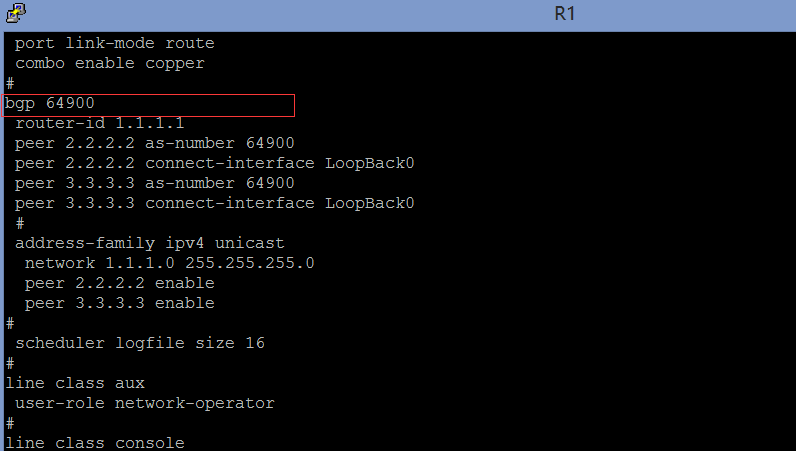 R1
port link-mode route
combo enable copper
#
bgp 64900
router-id 1.1.1.1
peer 2.2.2.2 as-number 64900
peer 2.2.2.2 connect-interface LoopBack0
peer 3.3.3.3 as-number 64900
peer 3.3.3.3 connect-interface LoopBack0
#
address-family ipv4 unicast
network 1.1.1.0 255.255.255.0
peer 2.2.2.2 enable
peer 3.3.3.3 enable
#
scheduler logfile size 16
#
line class aux
user-role network-operator
#
line class console